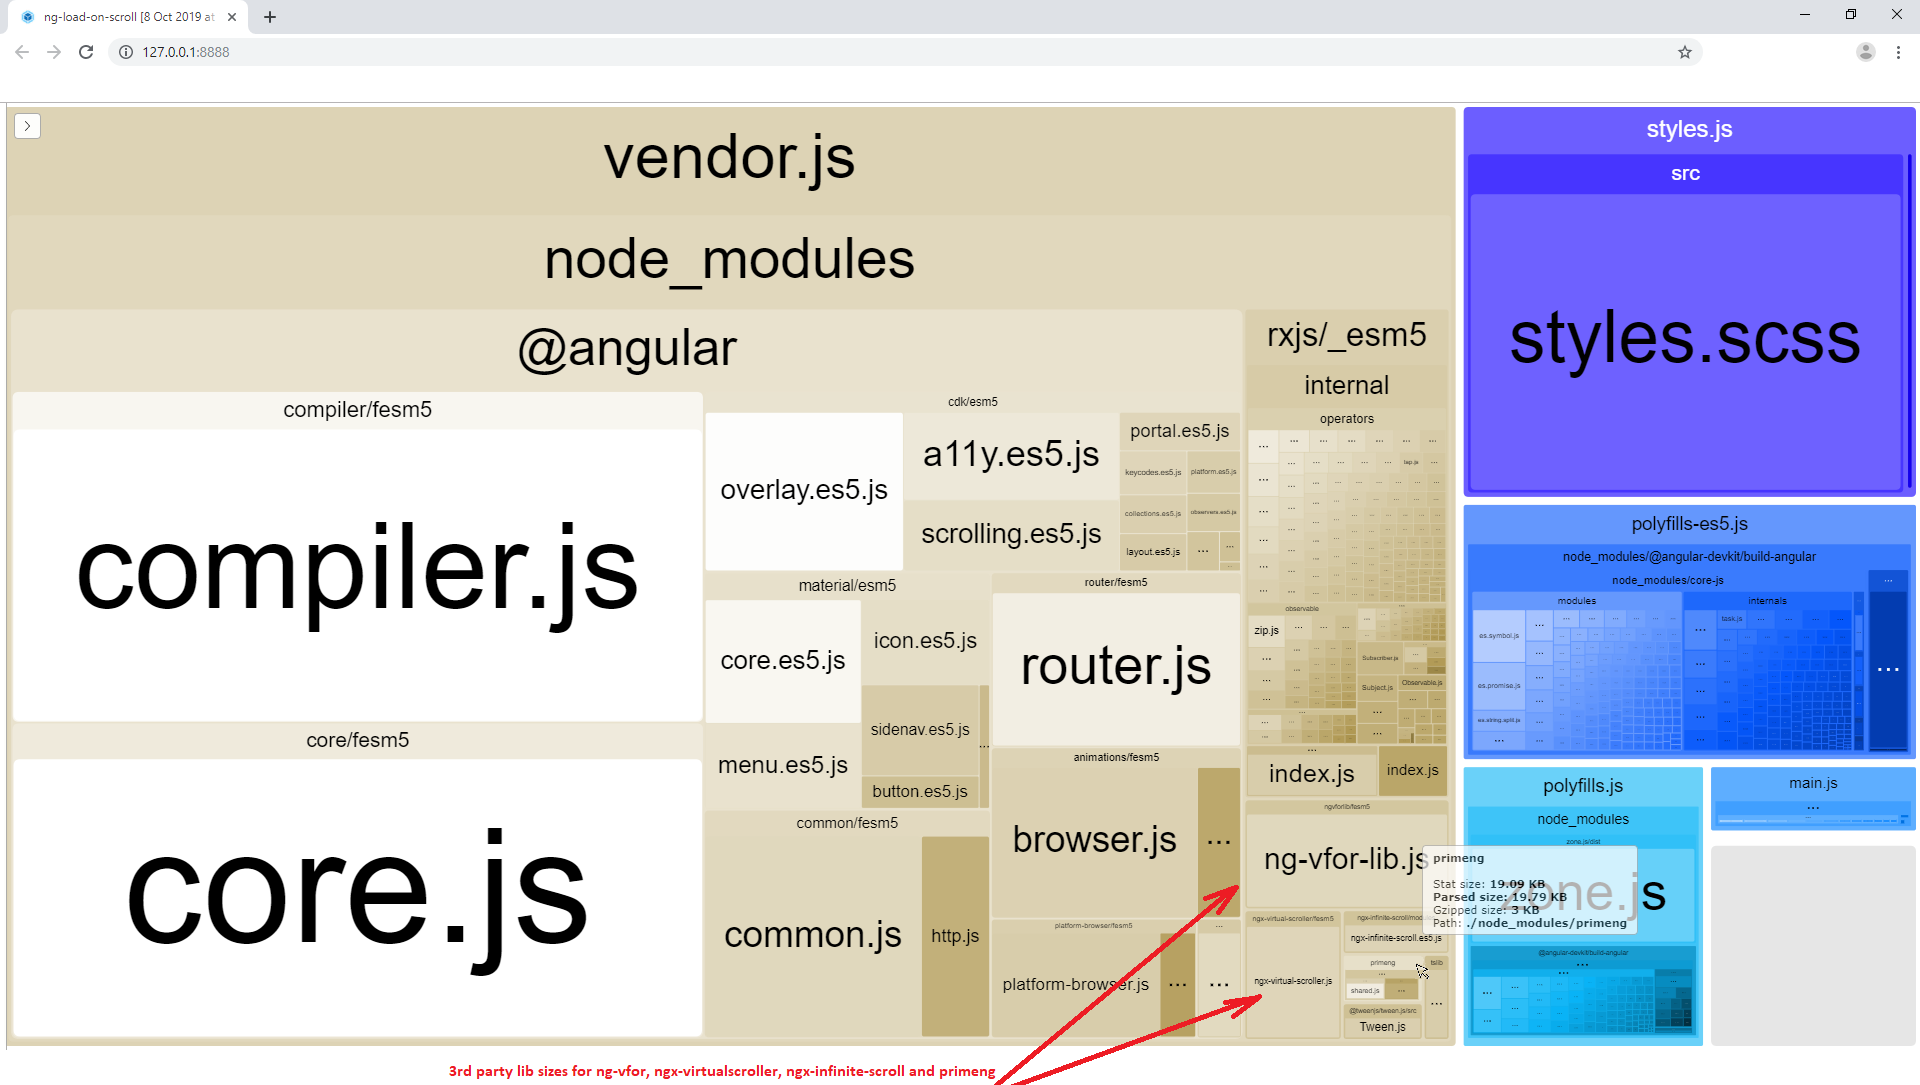 ng-load-on-scroll [8 Oct 2019 at
127.0.0.1:8888
vendor.js
node_modules
@angular
compiler/fesm5
compiler.js
core/fesm5
core.js
cdk/esm5
overlay.es5.js
a11y.es5.js
scrolling.es5.js
portal.es5.js
keycodes.es5.js
platform.es5.js
collections.es5.js
observers.es5.js
layout.es5.js
...
...
material/esm5
core.es5.js
icon.es5.js
sidenav.es5.js
...
menu.es5.js
button.es5.js
common/fesm5
common.js
http.js
router/fesm5
router.js
animations/fesm5
browser.js
...
platform-browser/fesm5
platform-browser.js
...
...
...
rxjs/_esm5
internal
operators
tap.js
observable
zip.js
Subscriber.js
Subject.js
Observable.js
...
index.js
index.js
ngvforlib/fesm5
ng-vfor-lib.js
ngx-virtual-scroller/fesm5
ngx-virtual-scroller.js
ngx-infinite-scroll/mod
ngx-infinite-scroll.es5.js
primeng
...
shared.js
...
@tweenjs/tween.js/src
Tween.js
tslib
...
primeng
Stat size: 19.09 KB
Parsed size: 19.79 KB
Gzipped size: 3 KB
Path: ./node_modules/primeng
styles.js
src
styles.scss
polyfills-es5.js
node_modules/@angular-devkit/build-angular
node_modules/core-js
...
modules
internals
es.symbol.js
es.promise.js
es.string.split.js
task.js
...
polyfills.js
node_modules
zone.js/dist
zone.js
@angular-devkit/build-angular
...
main.js
...
3rd party lib sizes for ng-vfor, ngx-virtualscroller, ngx-infinite-scroll and primeng